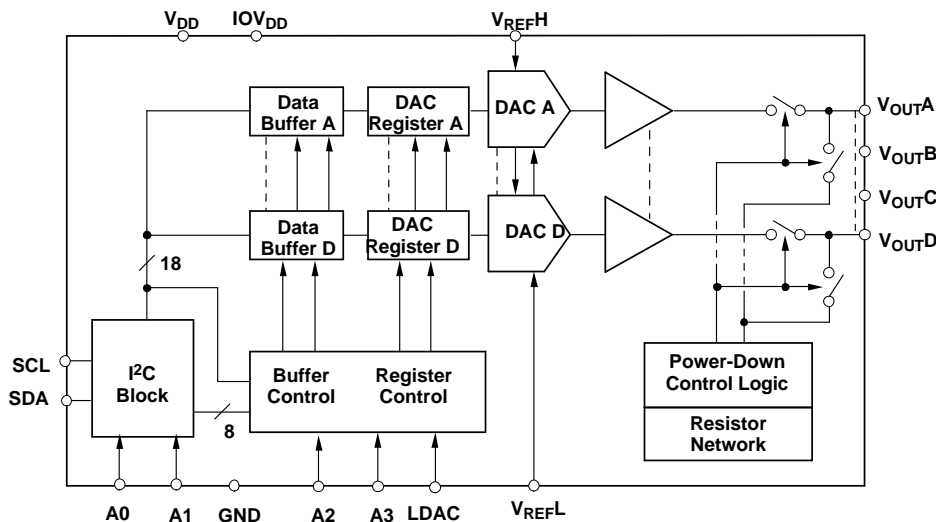 VDD IOVDD VREFH
Data Buffer A
DAC Register A
DAC A
VOUTA
VOUTB
VOUTC
VOUTD
Data Buffer D
DAC Register D
DAC D
18
SCL
SDA
I²C Block
8
Buffer Control
Register Control
Power-Down Control Logic
Resistor Network
A0 A1 GND A2 A3 LDAC VREFL